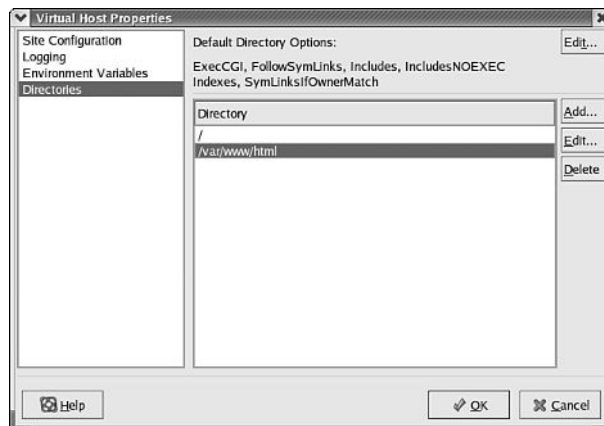 Virtual Host Properties
Site Configuration
Logging
Environment Variables
Directories
Default Directory Options:
Edit...
ExecCGI, FollowSymLinks, Includes, IncludesNOEXEC
Indexes, SymLinksIfOwnerMatch
Directory
/
/var/www/html
Add...
Edit...
Delete
Help
OK
Cancel